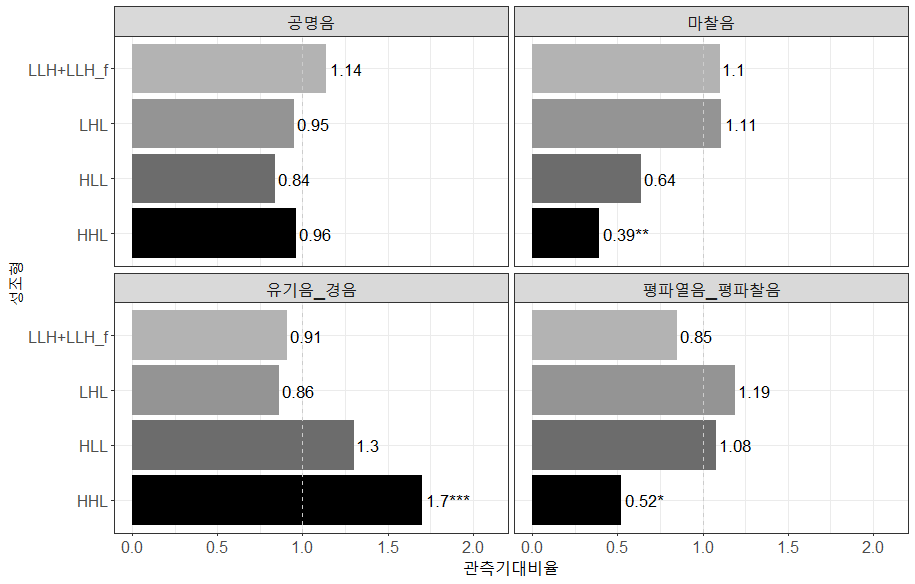 공명음
마찰음
LLH+LLH_f
1.14
1.1
LHL
0.95
1.11
HLL
0.84
0.64
HHL
0.96
0.39**
성조형
유기음_경음
평파열음_평파찰음
LLH+LLH_f
0.91
0.85
LHL
0.86
1.19
HLL
1.3
1.08
HHL
1.7***
0.52*
0.0 0.5 1.0 1.5 2.0
0.0 0.5 1.0 1.5 2.0
관측기대비율